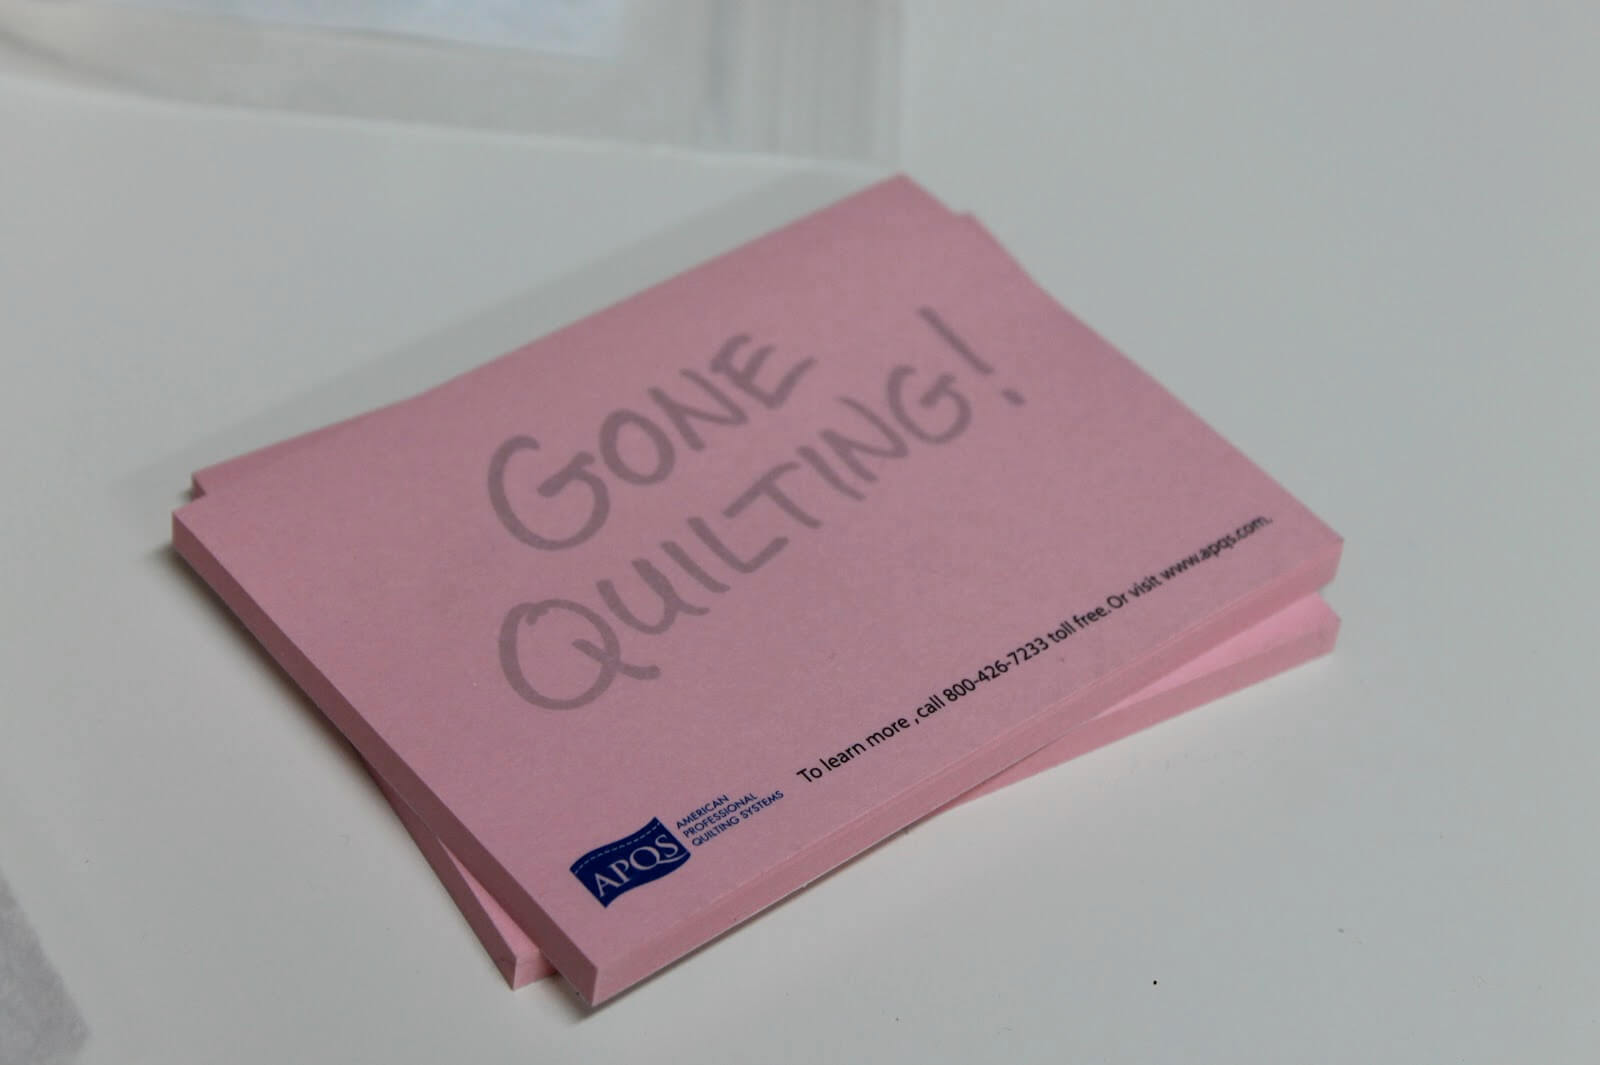 GONE
QUILTING!
To learn more , call 800-426-7233 toll free. Or visit www.apqs.com.
APQS
AMERICAN
PROFESSIONAL
QUILTING SYSTEMS